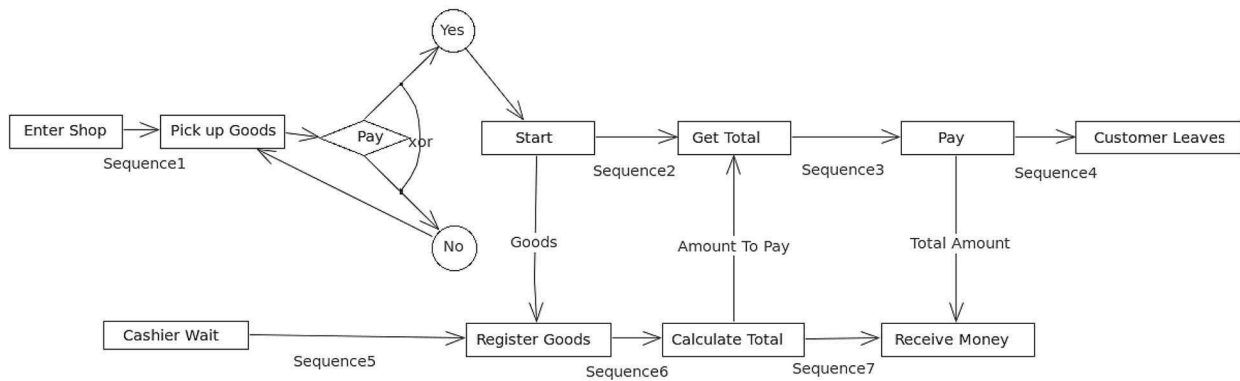 Yes
Enter Shop
Pick up Goods
Pay
xor
Start
Get Total
Pay
Customer Leaves
Sequence1
Sequence2
Sequence3
Sequence4
No
Goods
Amount To Pay
Total Amount
Cashier Wait
Register Goods
Calculate Total
Receive Money
Sequence5
Sequence6
Sequence7